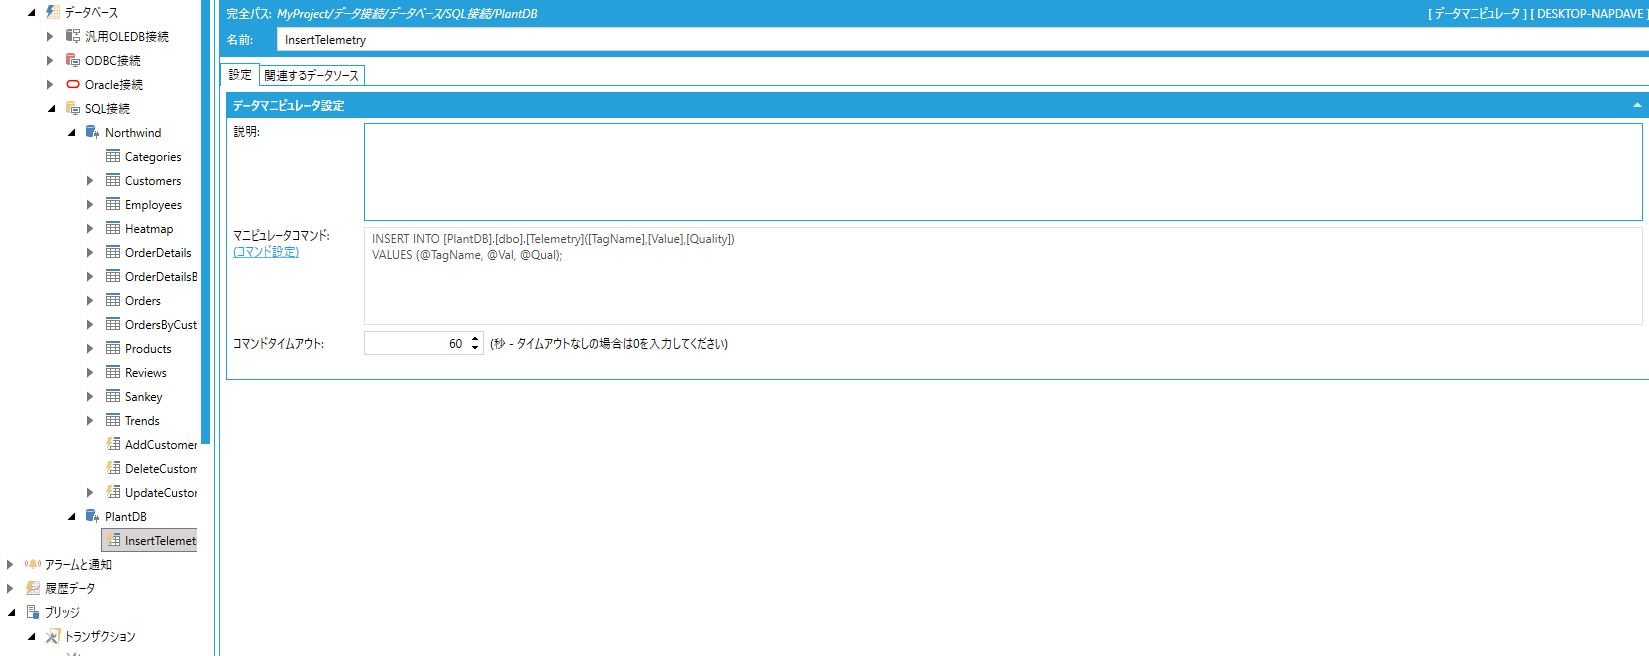 データベース
汎用OLEDB接続
ODBC接続
Oracle接続
SQL接続
Northwind
Categories
Customers
Employees
Heatmap
OrderDetails
OrderDetailsB
Orders
OrdersByCust
Products
Reviews
Sankey
Trends
AddCustomer
DeleteCustom
UpdateCustor
PlantDB
InsertTelemet
アラームと通知
履歴データ
ブリッジ
トランザクション
完全パス: MyProject/データ接続/データベース/SQL接続/PlantDB
[ データマニピュレータ ] [ DESKTOP-NAPDAVE ]
名前: InsertTelemetry
設定 関連するデータソース
データマニピュレータ設定
説明:
マニピュレータコマンド:
(コマンド設定)
INSERT INTO [PlantDB].[dbo].[Telemetry]([TagName],[Value],[Quality])
VALUES (@TagName, @Val, @Qual);
コマンドタイムアウト: 60 (秒 - タイムアウトなしの場合は0を入力してください)